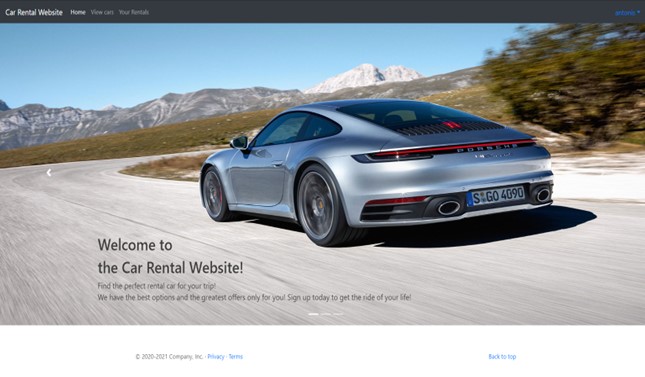 Car Rental Website Home View cars Your Rentals
PORSCHE
S GO 4090
Welcome to
the Car Rental Website!
Find the perfect rental car for your trip!
We have the best options and the greatest offers only for you! Sign up today to get the ride of your life!
© 2020-2021 Company, Inc. · Privacy · Terms
Back to top